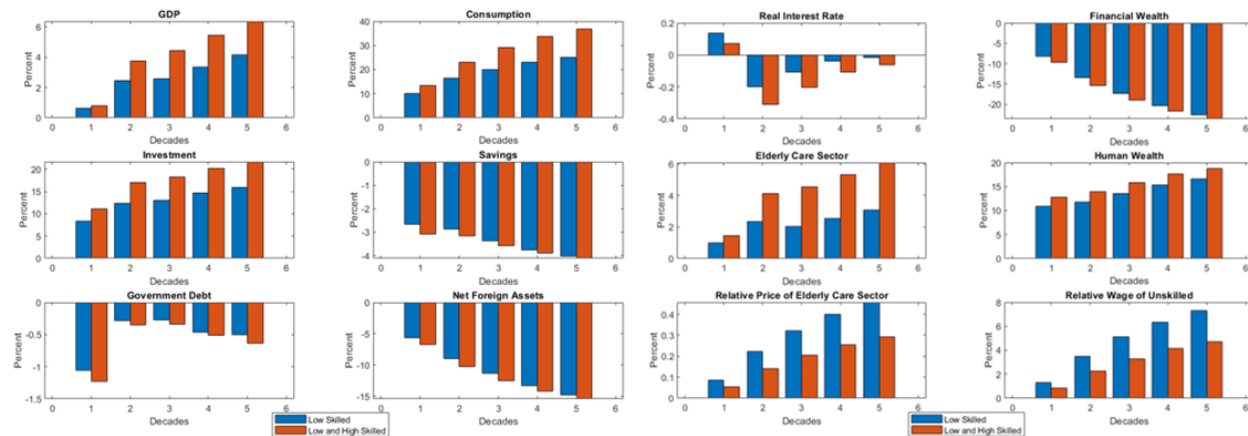 GDP
6
4
2
0
Percent
0 1 2 3 4 5 6
Decades
Consumption
40
30
20
10
0
Percent
0 1 2 3 4 5 6
Decades
Real Interest Rate
0.2
0
-0.2
-0.4
Percent
0 1 2 3 4 5 6
Decades
Financial Wealth
0
-5
-10
-15
-20
Percent
0 1 2 3 4 5 6
Decades
Investment
20
15
10
5
0
Percent
0 1 2 3 4 5 6
Decades
Savings
0
-1
-2
-3
-4
Percent
0 1 2 3 4 5 6
Decades
Elderly Care Sector
6
4
2
0
Percent
0 1 2 3 4 5 6
Decades
Human Wealth
20
15
10
5
0
Percent
0 1 2 3 4 5 6
Decades
Government Debt
0
-0.5
-1
-1.5
Percent
0 1 2 3 4 5 6
Decades
Net Foreign Assets
0
-5
-10
-15
Percent
0 1 2 3 4 5 6
Decades
Relative Price of Elderly Care Sector
0.4
0.3
0.2
0.1
0
Percent
0 1 2 3 4 5 6
Decades
Relative Wage of Unskilled
8
6
4
2
0
Percent
0 1 2 3 4 5 6
Decades
Low Skilled
Low and High Skilled
Low Skilled
Low and High Skilled